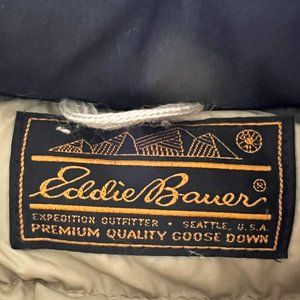 Eddie Bauer®
EXPEDITION OUTFITTER • SEATTLE, U.S.A.
PREMIUM QUALITY GOOSE DOWN